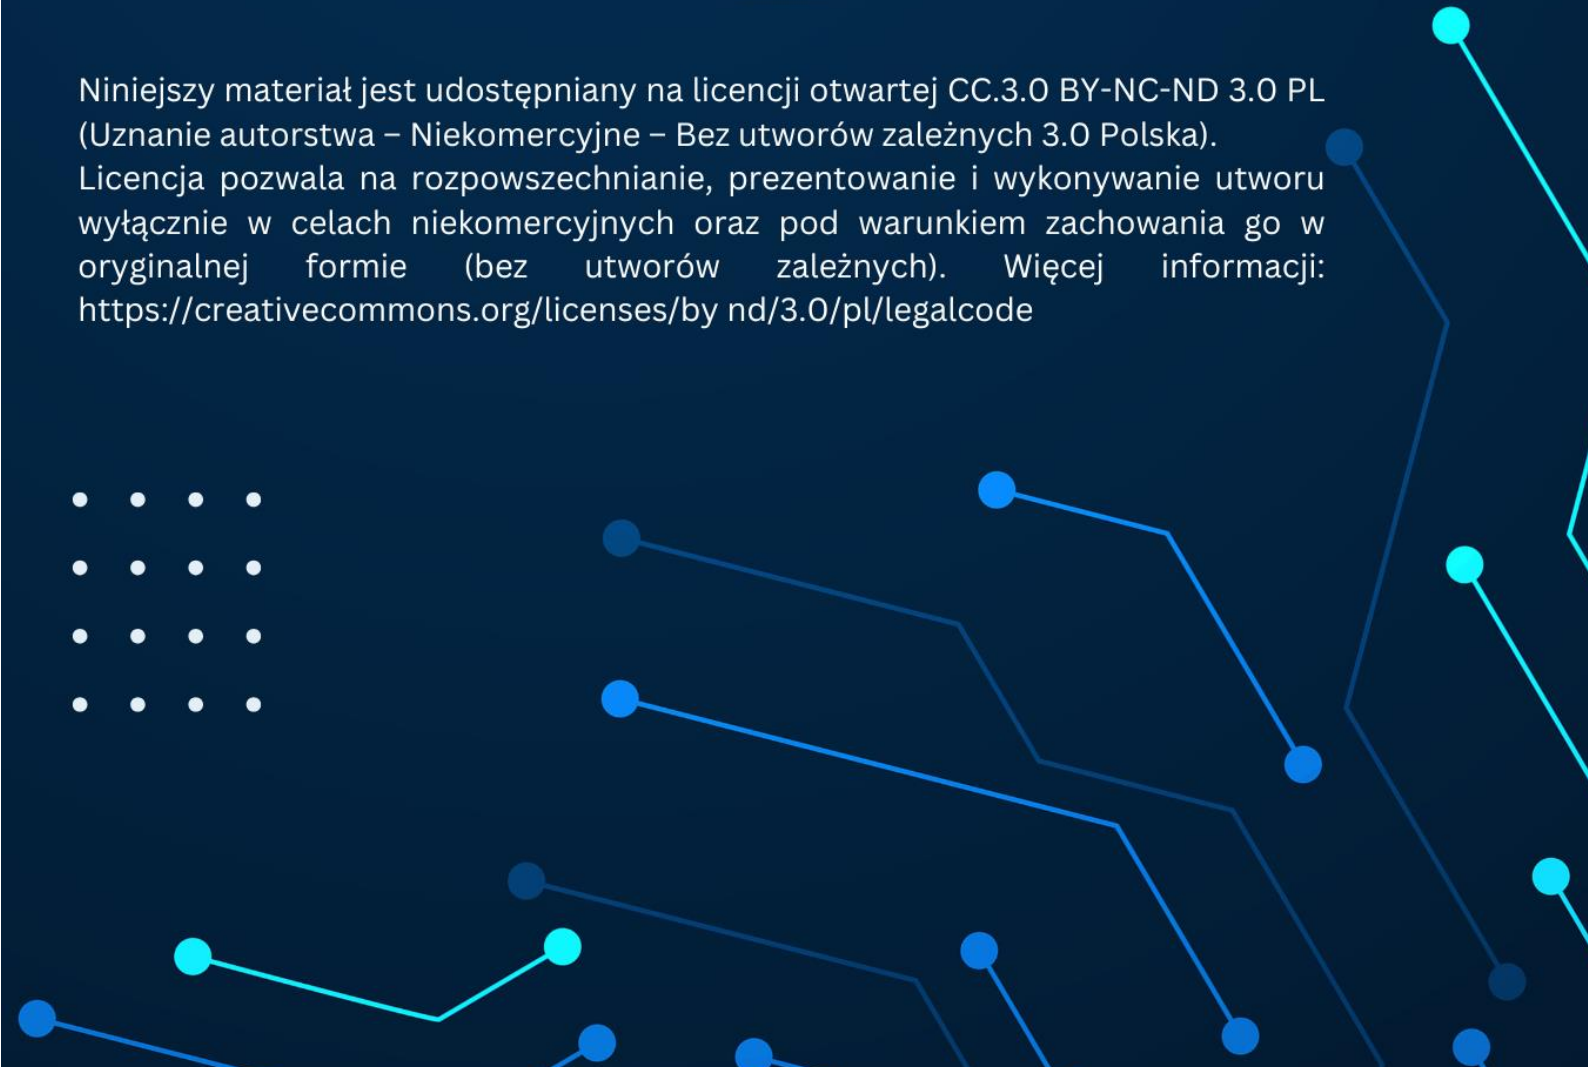 Niniejszy materiał jest udostępniany na licencji otwartej CC.3.0 BY-NC-ND 3.0 PL
(Uznanie autorstwa – Niekomercyjne – Bez utworów zależnych 3.0 Polska).
Licencja pozwala na rozpowszechnianie, prezentowanie i wykonywanie utworu
wyłącznie w celach niekomercyjnych oraz pod warunkiem zachowania go w
oryginalnej formie (bez utworów zależnych). Więcej informacji:
https://creativecommons.org/licenses/by nd/3.0/pl/legalcode